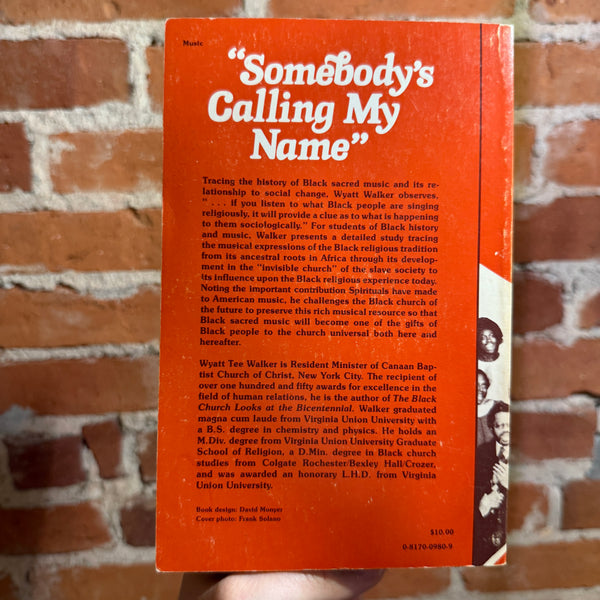 Music
“Somebody's
Calling My
Name”
Tracing the history of Black sacred music and its re-
lationship to social change, Wyatt Walker observes,
“ . . . if you listen to what Black people are singing
religiously, it will provide a clue as to what is happening
to them sociologically.” For students of Black history
and music, Walker presents a detailed study tracing
the musical expressions of the Black religious tradition
from its ancestral roots in Africa through its develop-
ment in the “invisible church” of the slave society to
its influence upon the Black religious experience today.
Noting the important contribution Spirituals have made
to American music, he challenges the Black church of
the future to preserve this rich musical resource so that
Black sacred music will become one of the gifts of
Black people to the church universal both here and
hereafter.
Wyatt Tee Walker is Resident Minister of Canaan Bap-
tist Church of Christ, New York City. The recipient of
over one hundred and fifty awards for excellence in the
field of human relations, he is the author of The Black
Church Looks at the Bicentennial. Walker graduated
magna cum laude from Virginia Union University with
a B.S. degree in chemistry and physics. He holds an
M.Div. degree from Virginia Union University Graduate
School of Religion, a D.Min. degree in Black church
studies from Colgate Rochester/Bexley Hall/Crozer,
and was awarded an honorary L.H.D. from Virginia
Union University.
Book design: David Monyer
Cover photo: Frank Solano
$10.00
0-8170-0980-9